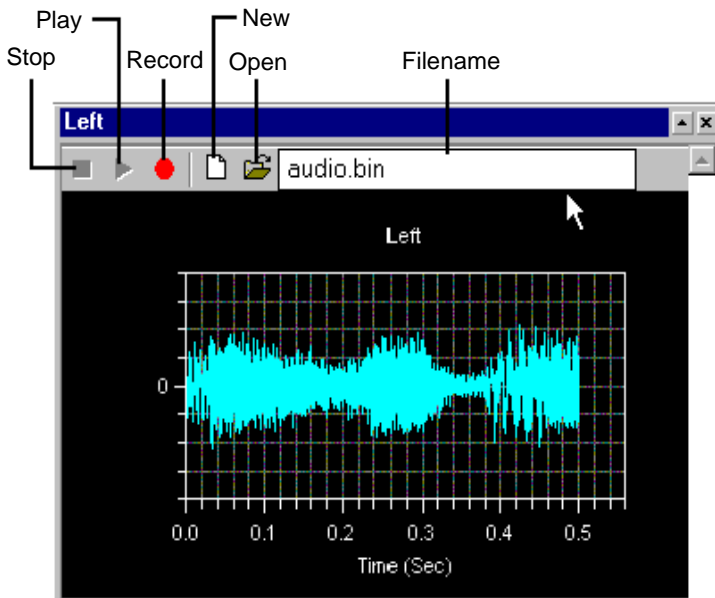 Play
New
Stop
Record
Open
Filename
Left
audio.bin
Left
0
0.0 0.1 0.2 0.3 0.4 0.5
Time (Sec)